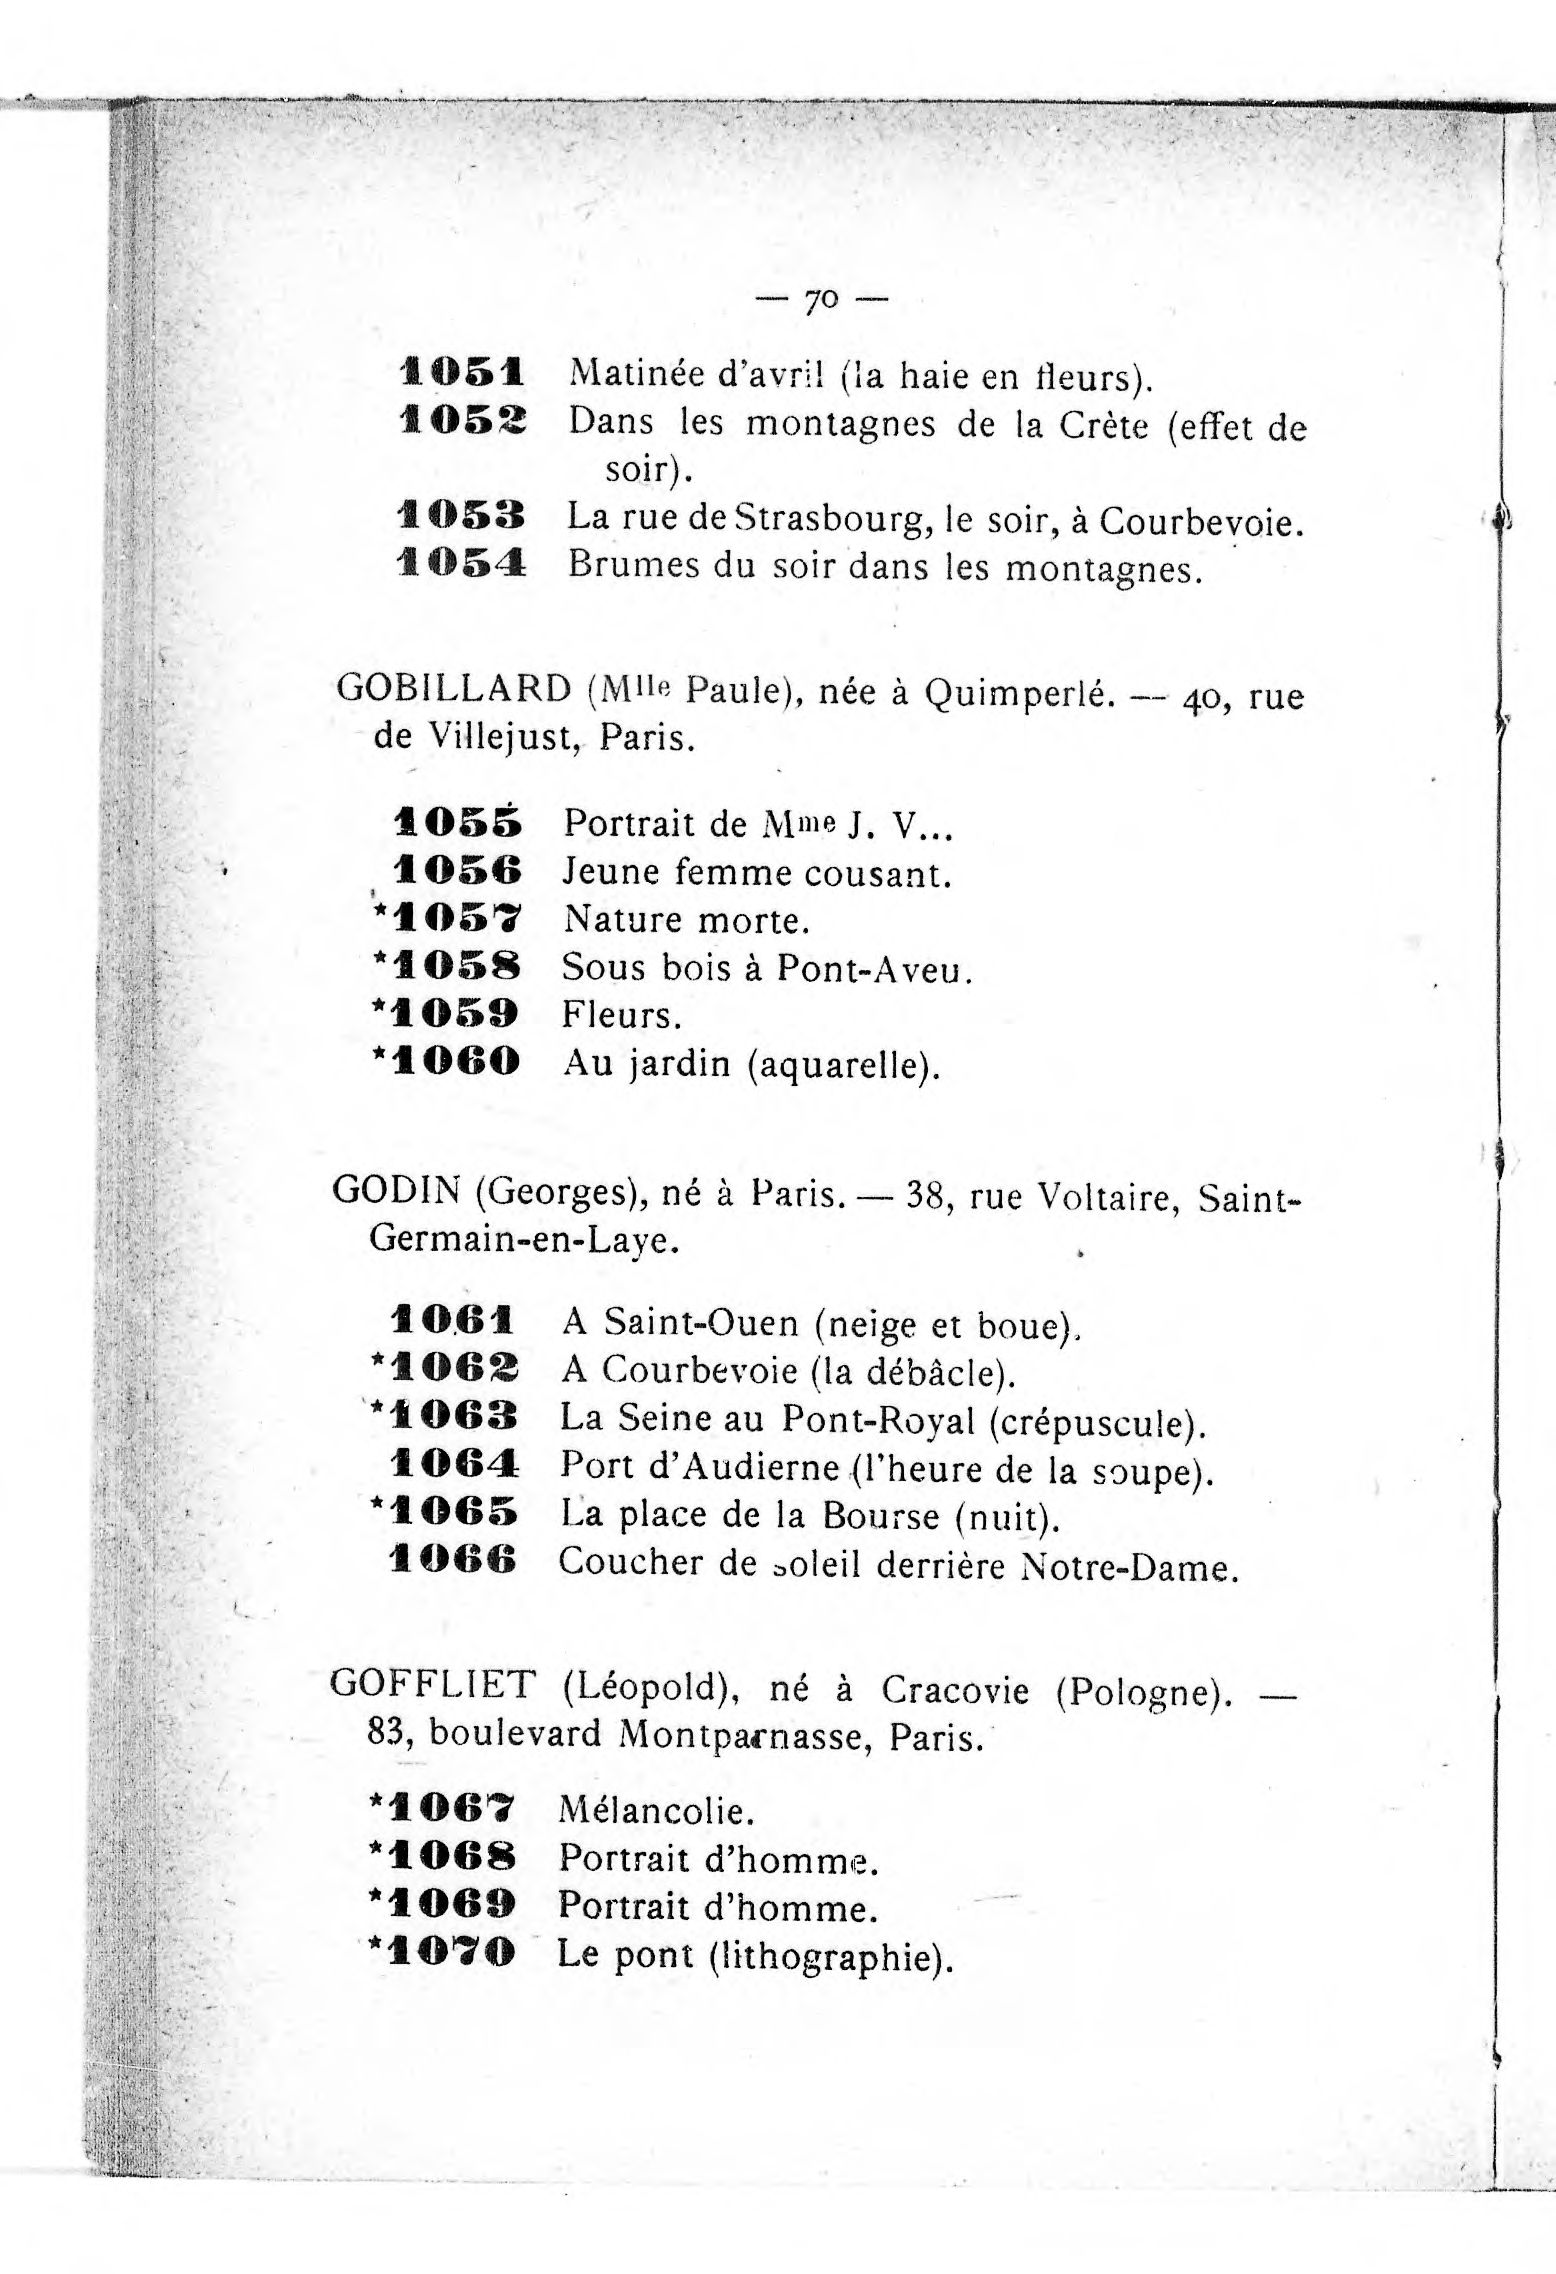 — 70 —
1051 Matinée d'avril (la haie en fleurs).
1052 Dans les montagnes de la Crète (effet de
soir).
1053 La rue de Strasbourg, le soir, à Courbevoie.
1054 Brumes du soir dans les montagnes.
GOBILLARD (Mlle Paule), née à Quimperlé. — 40, rue
de Villejust, Paris.
1055 Portrait de Mme J. V...
1056 Jeune femme cousant.
*1057 Nature morte.
*1058 Sous bois à Pont-Aveu.
*1059 Fleurs.
*1060 Au jardin (aquarelle).
GODIN (Georges), né à Paris. — 38, rue Voltaire, Saint-
Germain-en-Laye.
1061 A Saint-Ouen (neige et boue).
*1062 A Courbevoie (la débâcle).
*1063 La Seine au Pont-Royal (crépuscule).
1064 Port d'Audierne (l'heure de la soupe).
*1065 La place de la Bourse (nuit).
1066 Coucher de soleil derrière Notre-Dame.
GOFFLIET (Léopold), né à Cracovie (Pologne). —
83, boulevard Montparnasse, Paris.
*1067 Mélancolie.
*1068 Portrait d'homme.
*1069 Portrait d'homme.
*1070 Le pont (lithographie).